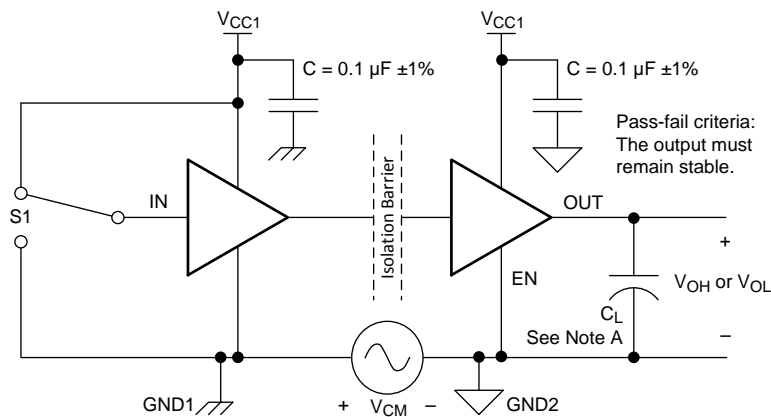 VCC1
VCC1
C = 0.1 µF ±1%
C = 0.1 µF ±1%
Pass-fail criteria:
The output must
remain stable.
S1
IN
Isolation Barrier
OUT
EN
+
VOH or VOL
CL
See Note A
–
GND1
+ VCM –
GND2